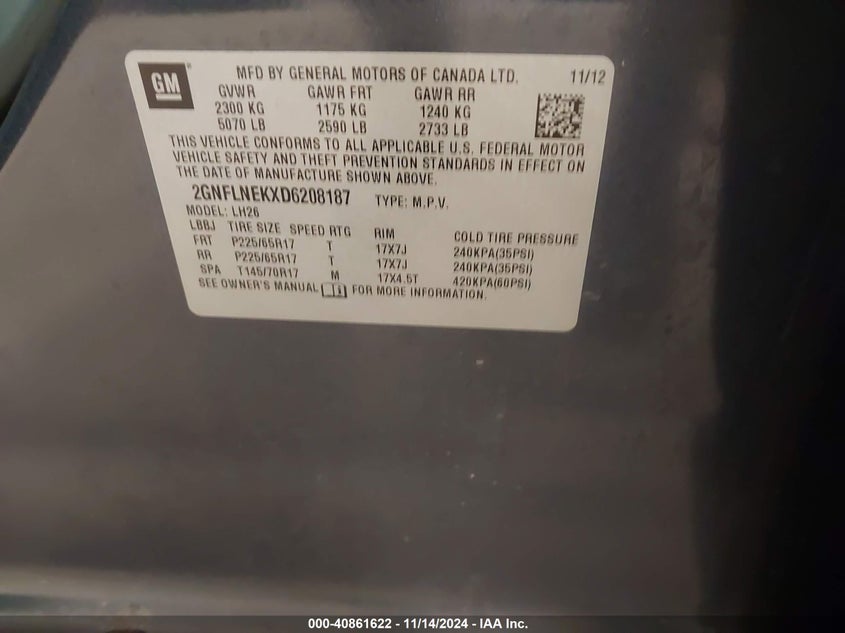 GM
MFD BY GENERAL MOTORS OF CANADA LTD. 11/12
GVWR GAWR FRT GAWR RR
2300 KG 1175 KG 1240 KG
5070 LB 2590 LB 2733 LB
THIS VEHICLE CONFORMS TO ALL APPLICABLE U.S. FEDERAL MOTOR
VEHICLE SAFETY AND THEFT PREVENTION STANDARDS IN EFFECT ON
THE DATE OF MANUFACTURE SHOWN ABOVE.
2GNFLNEKXD6208187 TYPE: M.P.V.
MODEL: LH26
LBBJ TIRE SIZE SPEED RTG RIM COLD TIRE PRESSURE
FRT P225/65R17 T 17X7J 240KPA(35PSI)
RR P225/65R17 T 17X7J 240KPA(35PSI)
SPA T145/70R17 M 17X4.5T 420KPA(60PSI)
SEE OWNER'S MANUAL FOR MORE INFORMATION.
000-40861622 - 11/14/2024 - IAA Inc.